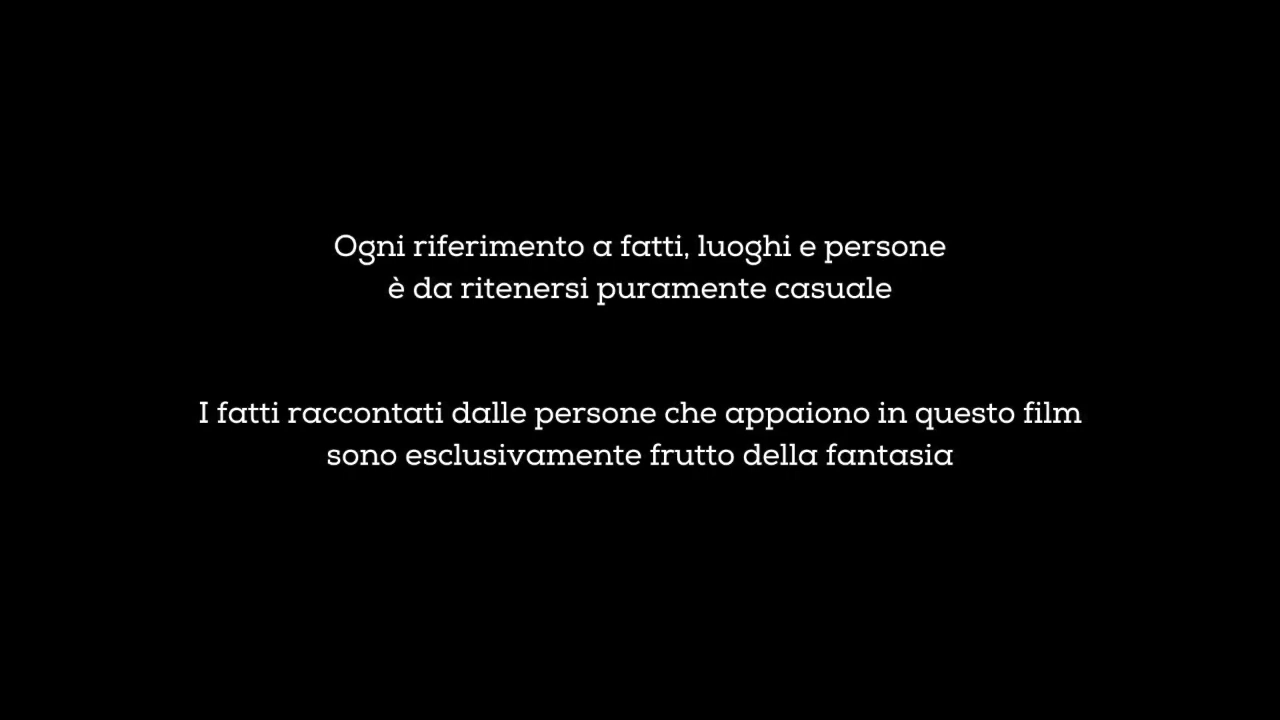 Ogni riferimento a fatti, luoghi e persone
è da ritenersi puramente casuale
I fatti raccontati dalle persone che appaiono in questo film
sono esclusivamente frutto della fantasia